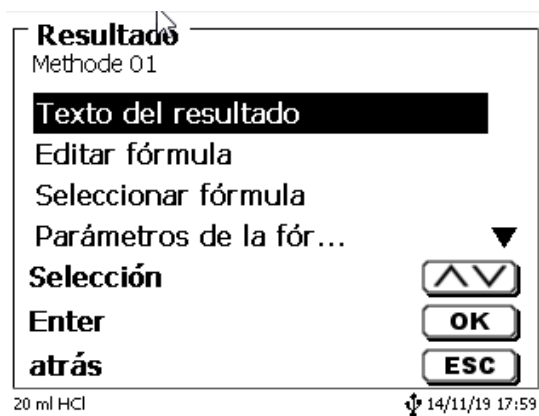 Resultado
Methode 01
Texto del resultado
Editar fórmula
Seleccionar fórmula
Parámetros de la fór...
Selección
Enter OK
atrás ESC
20 ml HCl 14/11/19 17:59